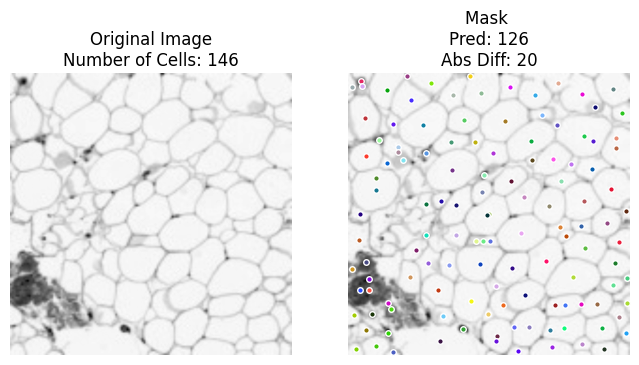 Original Image
Number of Cells: 146
Mask
Pred: 126
Abs Diff: 20